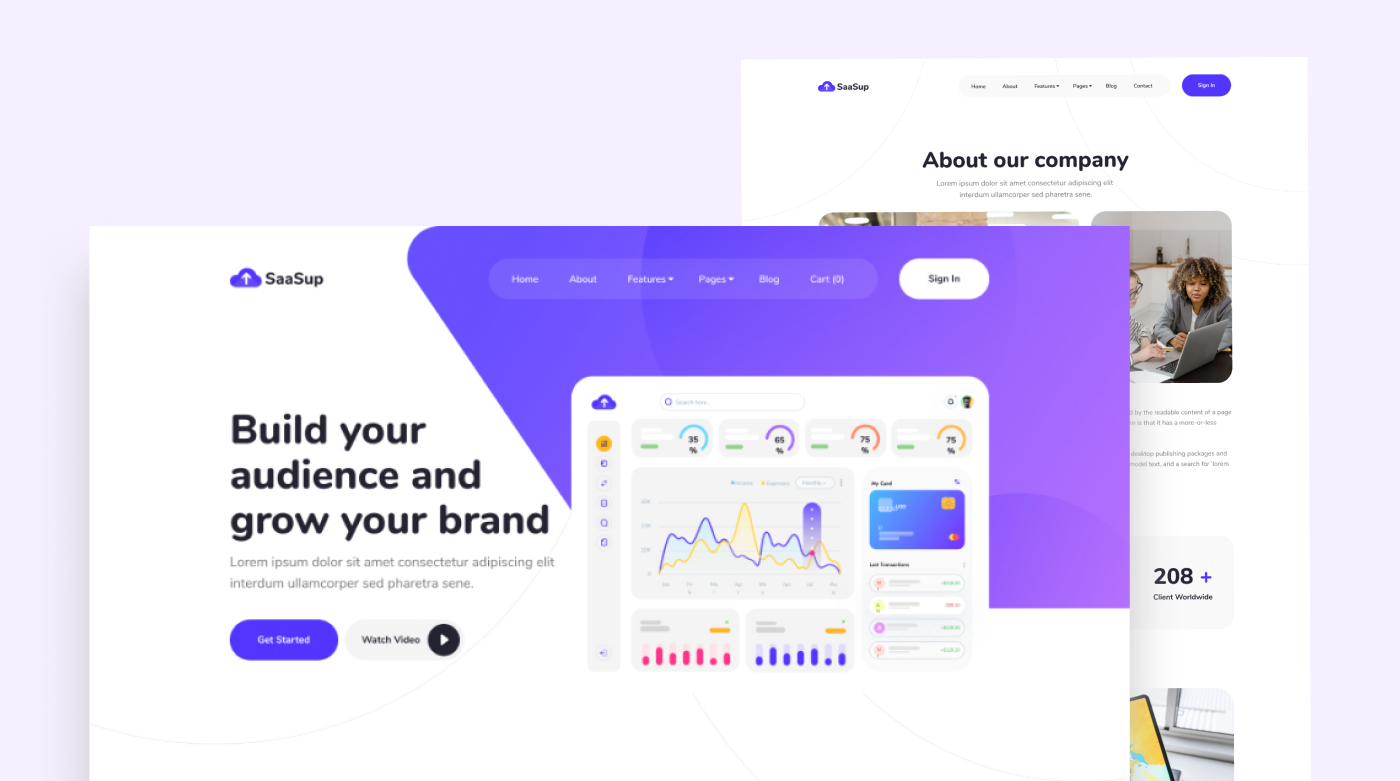 SaaSup
Home About Features Pages Blog Contact
Sign In
About our company
Lorem ipsum dolor sit amet consectetur adipiscing elit
interdum ullamcorper sed pharetra sene.
SaaSup
Home About Features Pages Blog Cart (0)
Sign In
Build your
audience and
grow your brand
Lorem ipsum dolor sit amet consectetur adipiscing elit
interdum ullamcorper sed pharetra sene.
Get Started
Watch Video
Search here..
35
%
65
%
75
%
75
%
Income Expenses Monthly
My Card
Last Transactions
by the readable content of a page
is that it has a more-or-less
desktop publishing packages and
model text, and a search for 'lorem
208 +
Client Worldwide